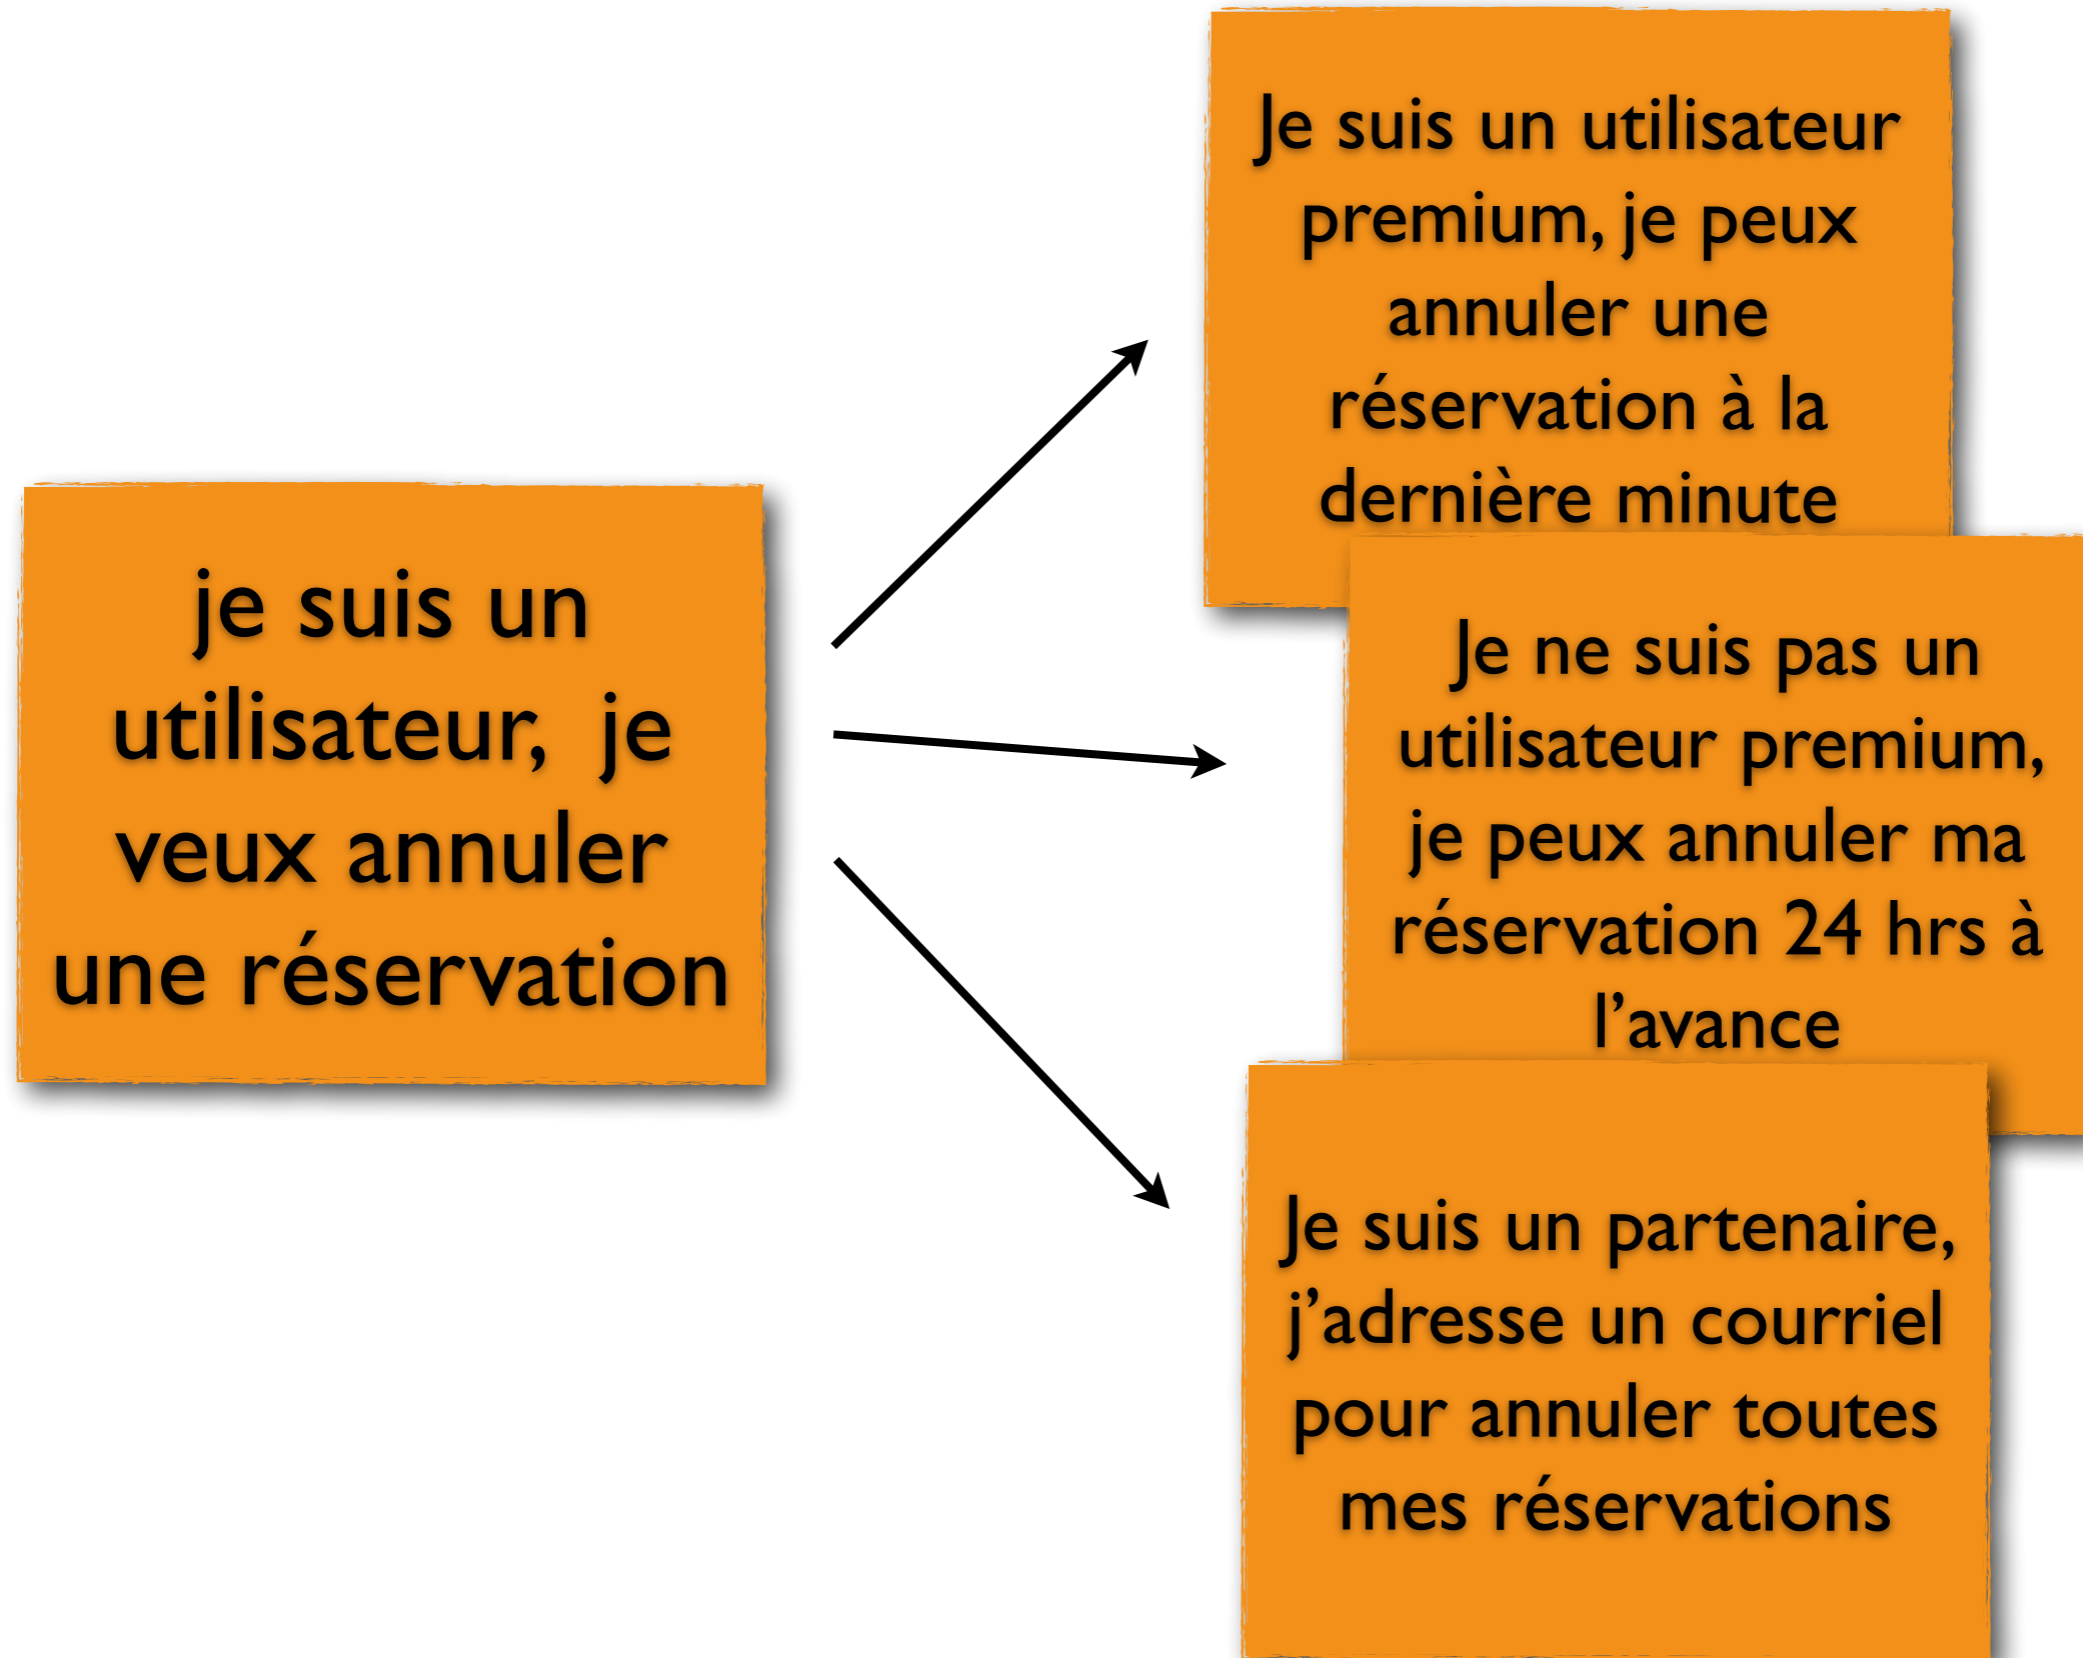 je suis un
utilisateur, je
veux annuler
une réservation
Je suis un utilisateur
premium, je peux
annuler une
réservation à la
dernière minute
Je ne suis pas un
utilisateur premium,
je peux annuler ma
réservation 24 hrs à
l’avance
Je suis un partenaire,
j’adresse un courriel
pour annuler toutes
mes réservations